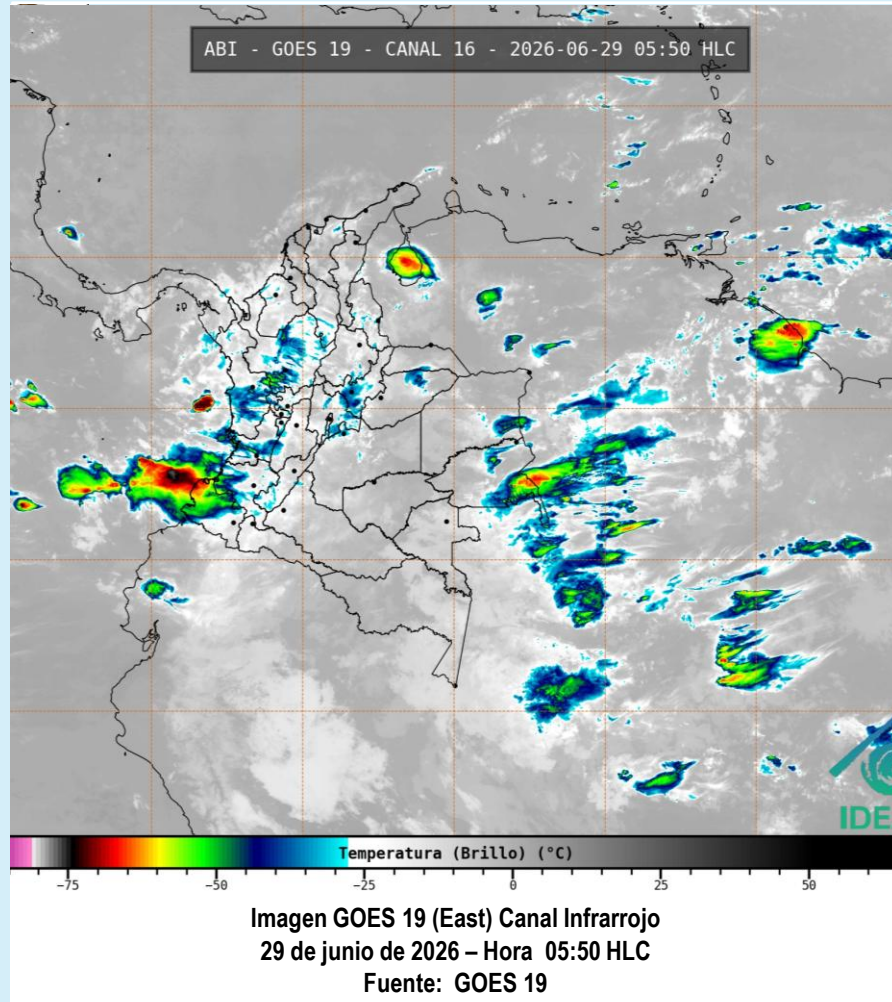 ABI - GOES 19 - CANAL 16 - 2026-06-29 05:50 HLC
IDE
Temperatura (Brillo) (°C)
−75 −50 −25 0 25 50
Imagen GOES 19 (East) Canal Infrarrojo
29 de junio de 2026 – Hora 05:50 HLC
Fuente: GOES 19